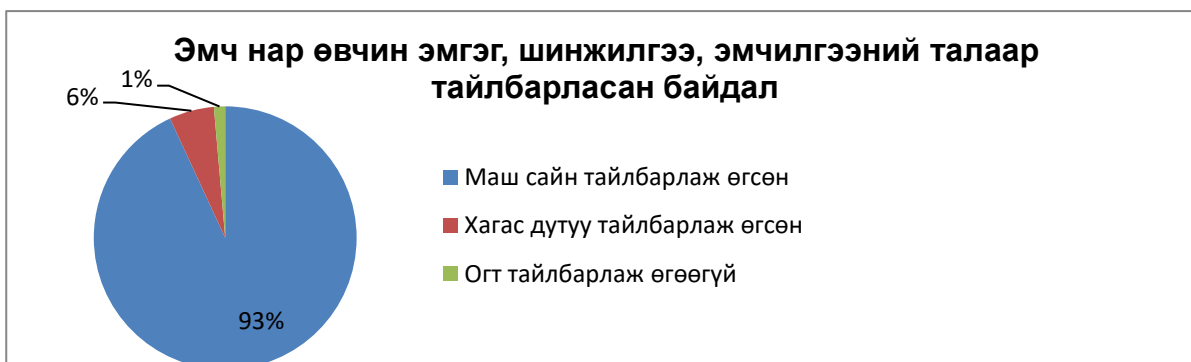 Эмч нар өвчин эмгэг, шинжилгээ, эмчилгээний талаар
тайлбарласан байдал
1%
6%
Маш сайн тайлбарлаж өгсөн
Хагас дутуу тайлбарлаж өгсөн
Огт тайлбарлаж өгөөгүй
93%